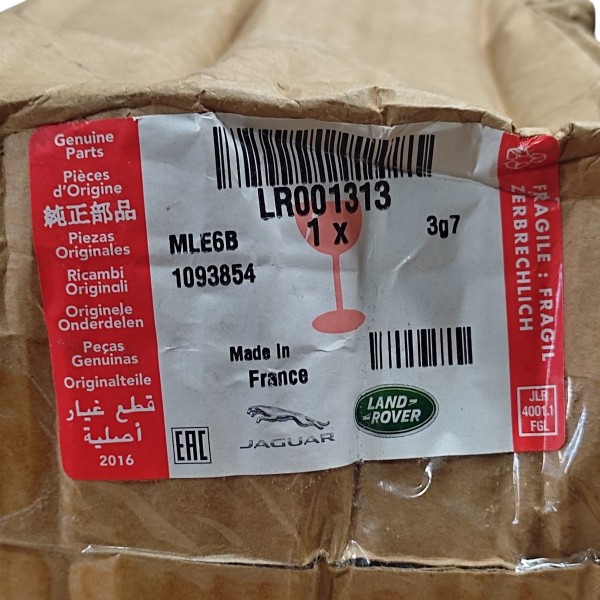 Genuine
Parts
Pièces
d'Origine
純正部品
Piezas
Originales
Ricambi
Originali
Originele
Onderdelen
Peças
Genuinas
Originalteile
قطع غيار
أصلية
2016
LR001313
1 x
3g7
MLE6B
1093854
Made In
France
EAC
JAGUAR
LAND-
ROVER
FRAGILE : FRAGIL
ZERBRECHLICH
JLR
4001.1
FGL